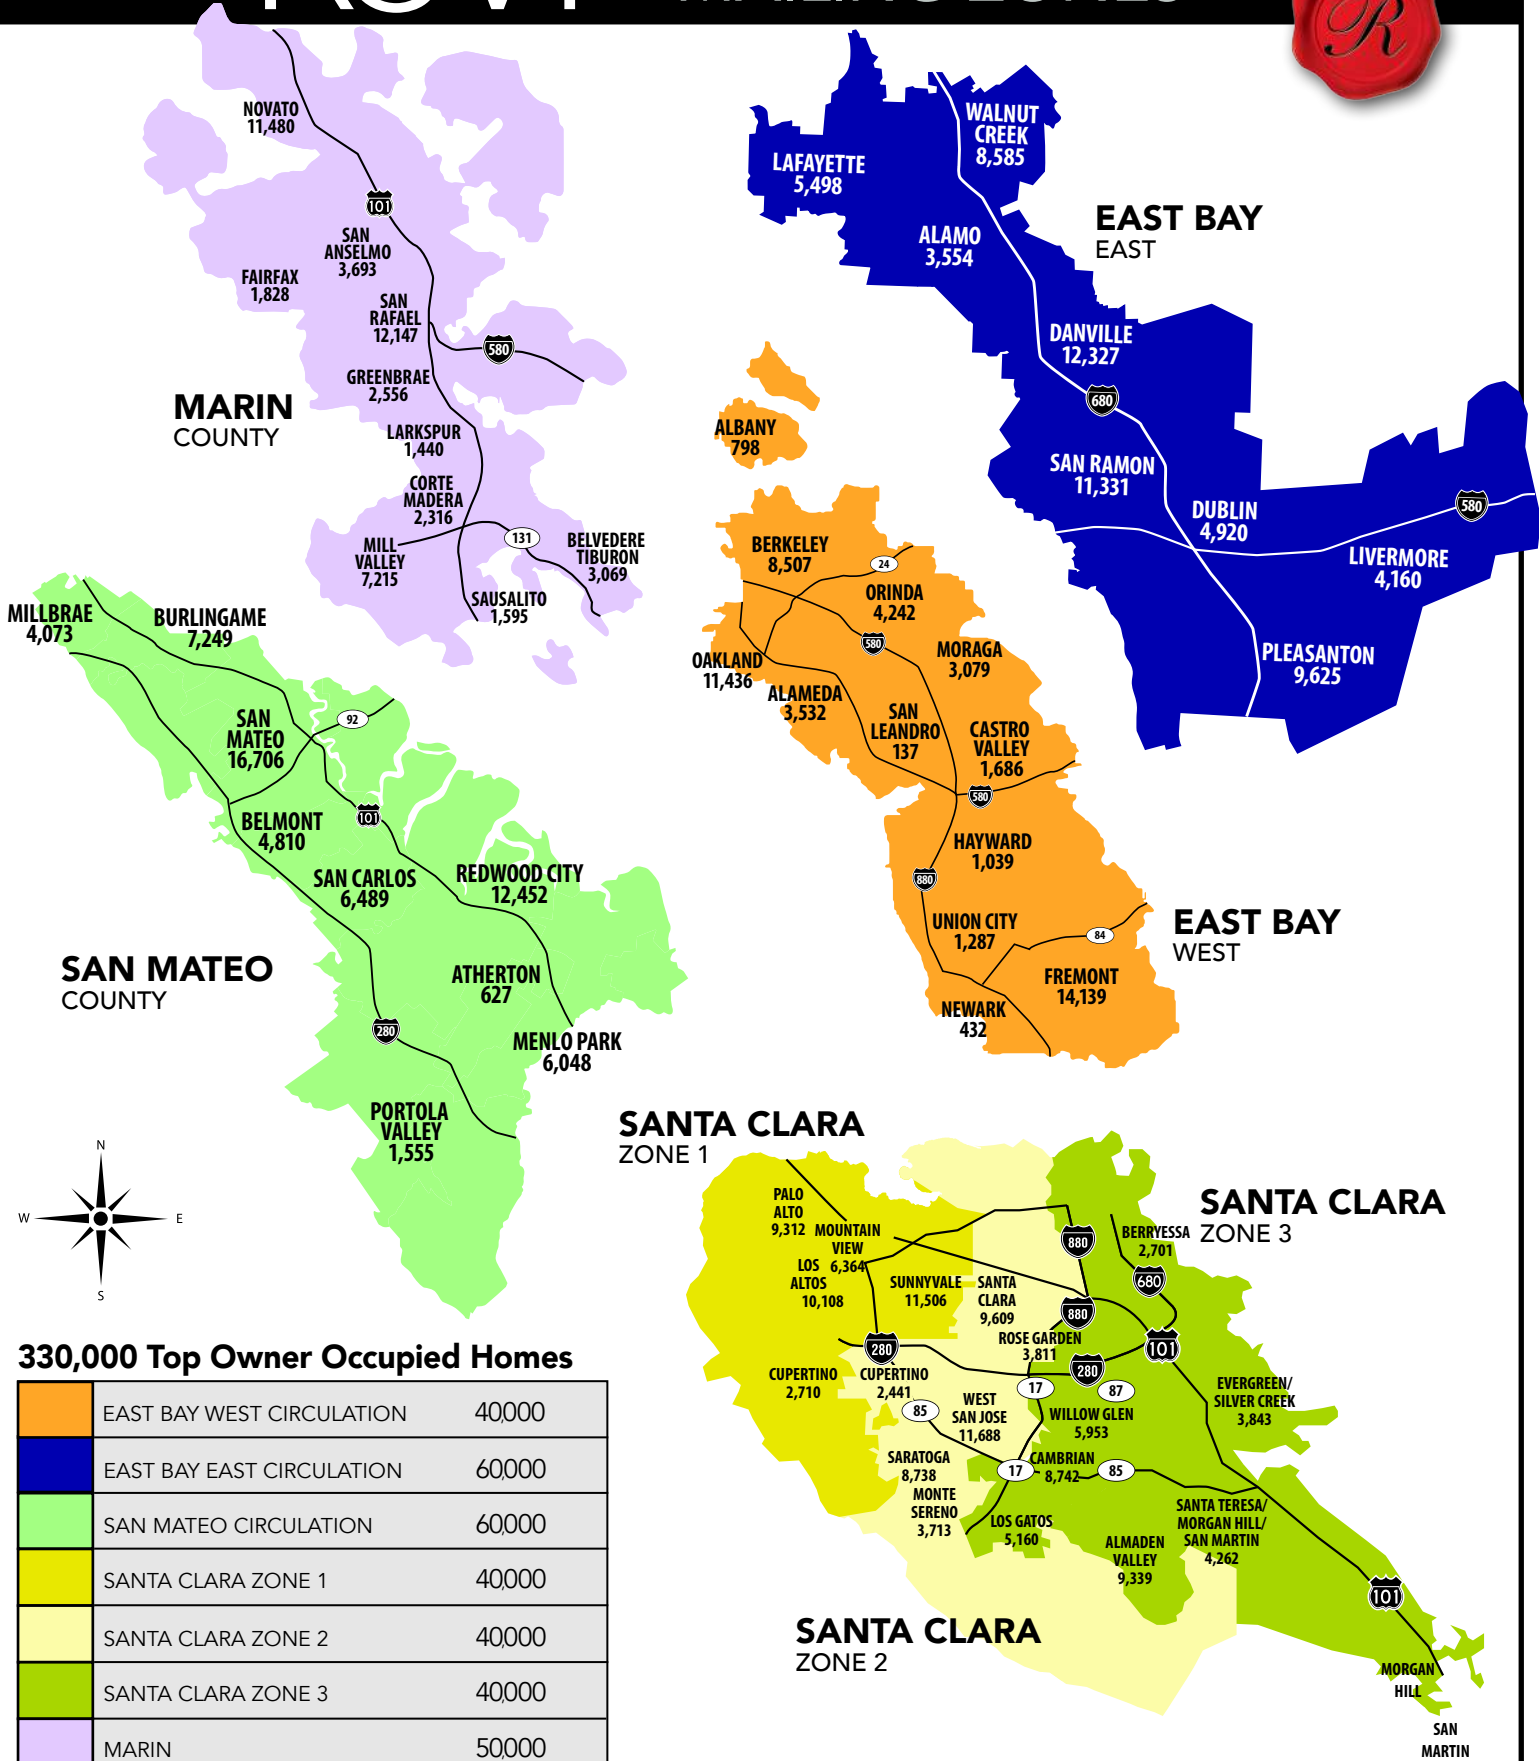 R
NOVATO
11,480
101
SAN
ANSELMO
3,693
FAIRFAX
1,828
SAN
RAFAEL
12,147
580
GREENBRAE
2,556
MARIN
COUNTY
LARKSPUR
1,440
CORTE
MADERA
2,316
MILL
VALLEY
7,215
131
BELVEDERE
TIBURON
3,069
SAUSALITO
1,595
WALNUT
CREEK
8,585
LAFAYETTE
5,498
ALAMO
3,554
EAST BAY
EAST
DANVILLE
12,327
680
SAN RAMON
11,331
DUBLIN
4,920
580
LIVERMORE
4,160
PLEASANTON
9,625
ALBANY
798
BERKELEY
8,507
24
ORINDA
4,242
580
MORAGA
3,079
OAKLAND
11,436
ALAMEDA
3,532
SAN
LEANDRO
137
CASTRO
VALLEY
1,686
580
HAYWARD
1,039
880
UNION CITY
1,287
84
EAST BAY
WEST
FREMONT
14,139
NEWARK
432
MILLBRAE
4,073
BURLINGAME
7,249
92
SAN
MATEO
16,706
101
BELMONT
4,810
SAN CARLOS
6,489
REDWOOD CITY
12,452
SAN MATEO
COUNTY
ATHERTON
627
280
MENLO PARK
6,048
PORTOLA
VALLEY
1,555
N
W
E
S
SANTA CLARA
ZONE 1
PALO
ALTO
9,312
MOUNTAIN
VIEW
6,364
LOS
ALTOS
10,108
SUNNYVALE
11,506
SANTA
CLARA
9,609
880
BERRYESSA
2,701
SANTA CLARA
ZONE 3
680
880
ROSE GARDEN
3,811
280
101
280
CUPERTINO
2,710
CUPERTINO
2,441
17
87
85
WEST
SAN JOSE
11,688
WILLOW GLEN
5,953
EVERGREEN/
SILVER CREEK
3,843
SARATOGA
8,738
17
CAMBRIAN
8,742
85
MONTE
SERENO
3,713
LOS GATOS
5,160
ALMADEN
VALLEY
9,339
SANTA TERESA/
MORGAN HILL/
SAN MARTIN
4,262
101
SANTA CLARA
ZONE 2
MORGAN
HILL
SAN
MARTIN
330,000 Top Owner Occupied Homes
EAST BAY WEST CIRCULATION 40,000
EAST BAY EAST CIRCULATION 60,000
SAN MATEO CIRCULATION 60,000
SANTA CLARA ZONE 1 40,000
SANTA CLARA ZONE 2 40,000
SANTA CLARA ZONE 3 40,000
MARIN 50,000